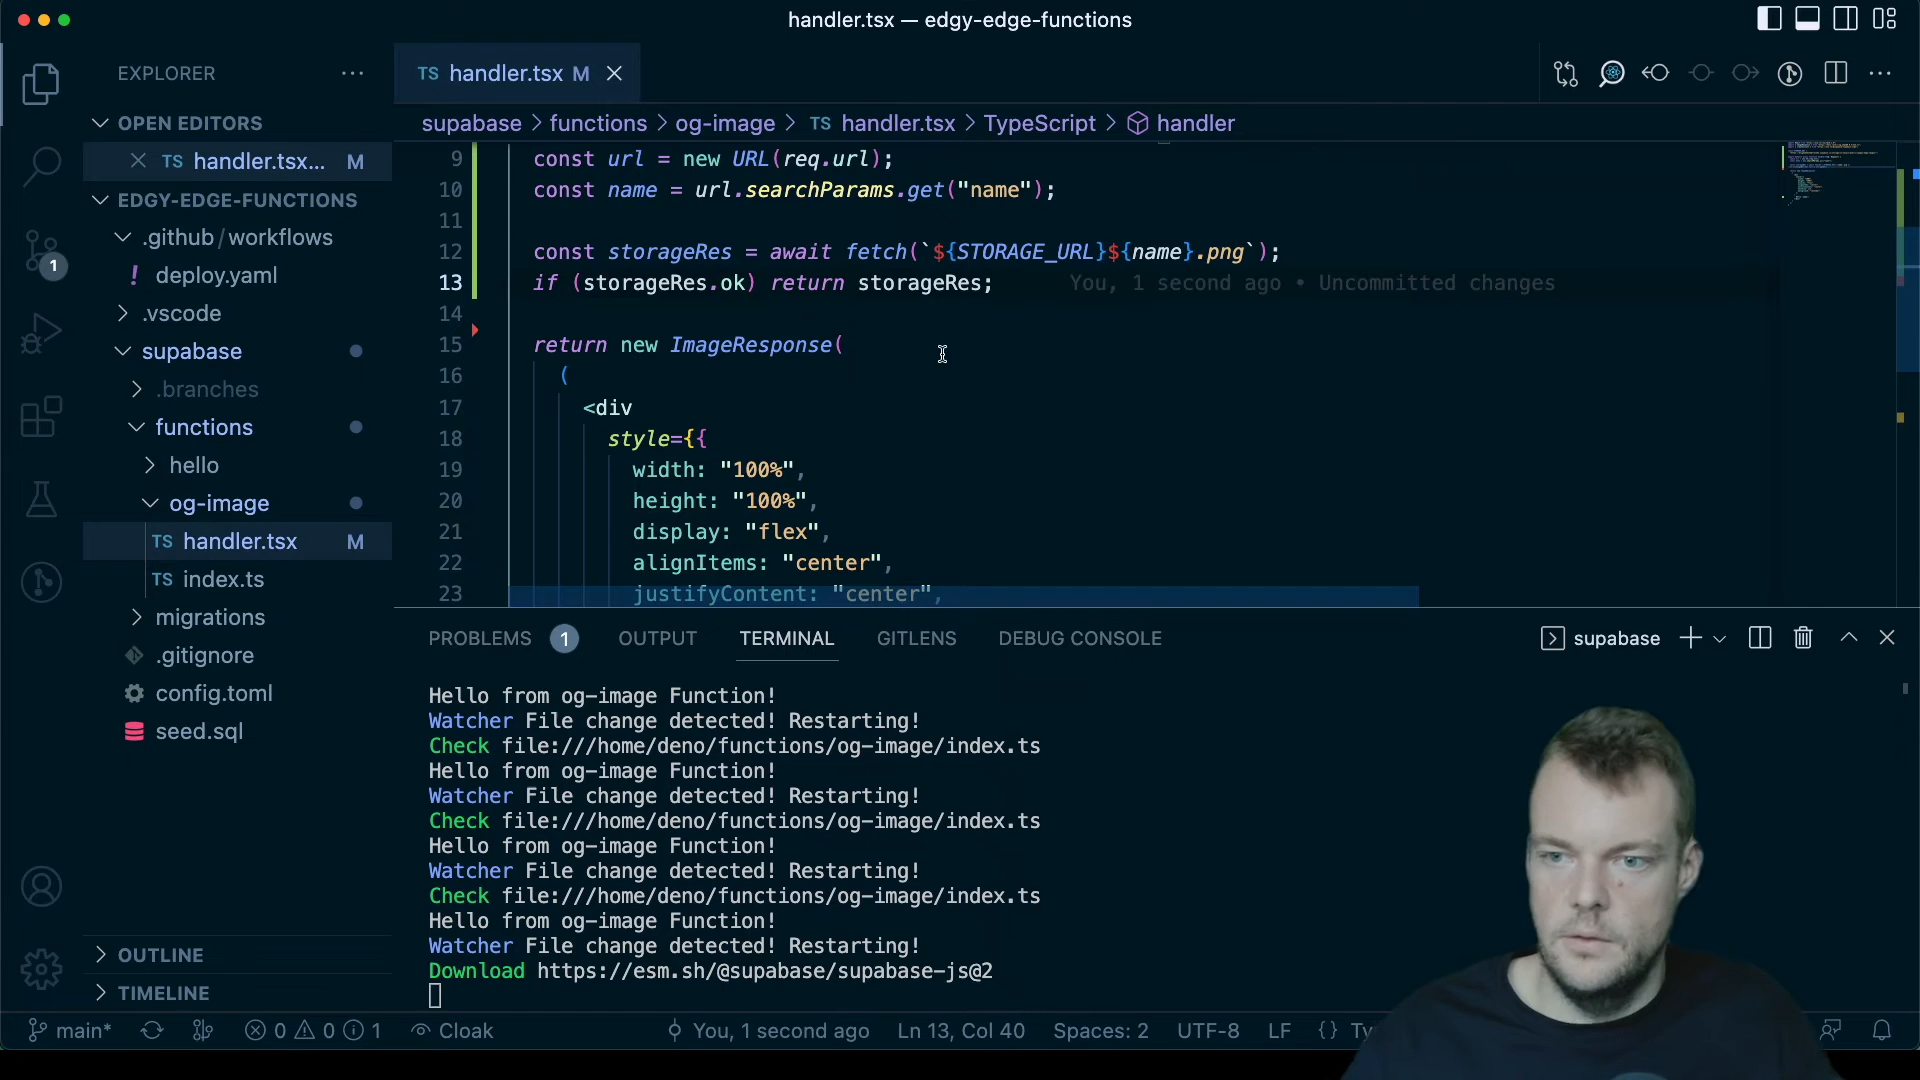 handler.tsx — edgy-edge-functions
EXPLORER
TS handler.tsx M
OPEN EDITORS
supabase > functions > og-image > TS handler.tsx > TypeScript > handler
TS handler.tsx... M
EDGY-EDGE-FUNCTIONS
.github/workflows
! deploy.yaml
.vscode
supabase
.branches
functions
hello
og-image
TS handler.tsx M
TS index.ts
migrations
.gitignore
config.toml
seed.sql
OUTLINE
TIMELINE
1
9 const url = new URL(req.url);
10 const name = url.searchParams.get("name");
11
12 const storageRes = await fetch(`${STORAGE_URL}${name}.png`);
13 if (storageRes.ok) return storageRes; You, 1 second ago • Uncommitted changes
14
15 return new ImageResponse(
16 (
17 <div
18 style={{
19 width: "100%",
20 height: "100%",
21 display: "flex",
22 alignItems: "center",
23 justifyContent: "center",
PROBLEMS 1 OUTPUT TERMINAL GITLENS DEBUG CONSOLE supabase
Hello from og-image Function!
Watcher File change detected! Restarting!
Check file:///home/deno/functions/og-image/index.ts
Hello from og-image Function!
Watcher File change detected! Restarting!
Check file:///home/deno/functions/og-image/index.ts
Hello from og-image Function!
Watcher File change detected! Restarting!
Check file:///home/deno/functions/og-image/index.ts
Hello from og-image Function!
Watcher File change detected! Restarting!
Download https://esm.sh/@supabase/supabase-js@2
main* 0 0 1 Cloak You, 1 second ago Ln 13, Col 40 Spaces: 2 UTF-8 LF {} Ty